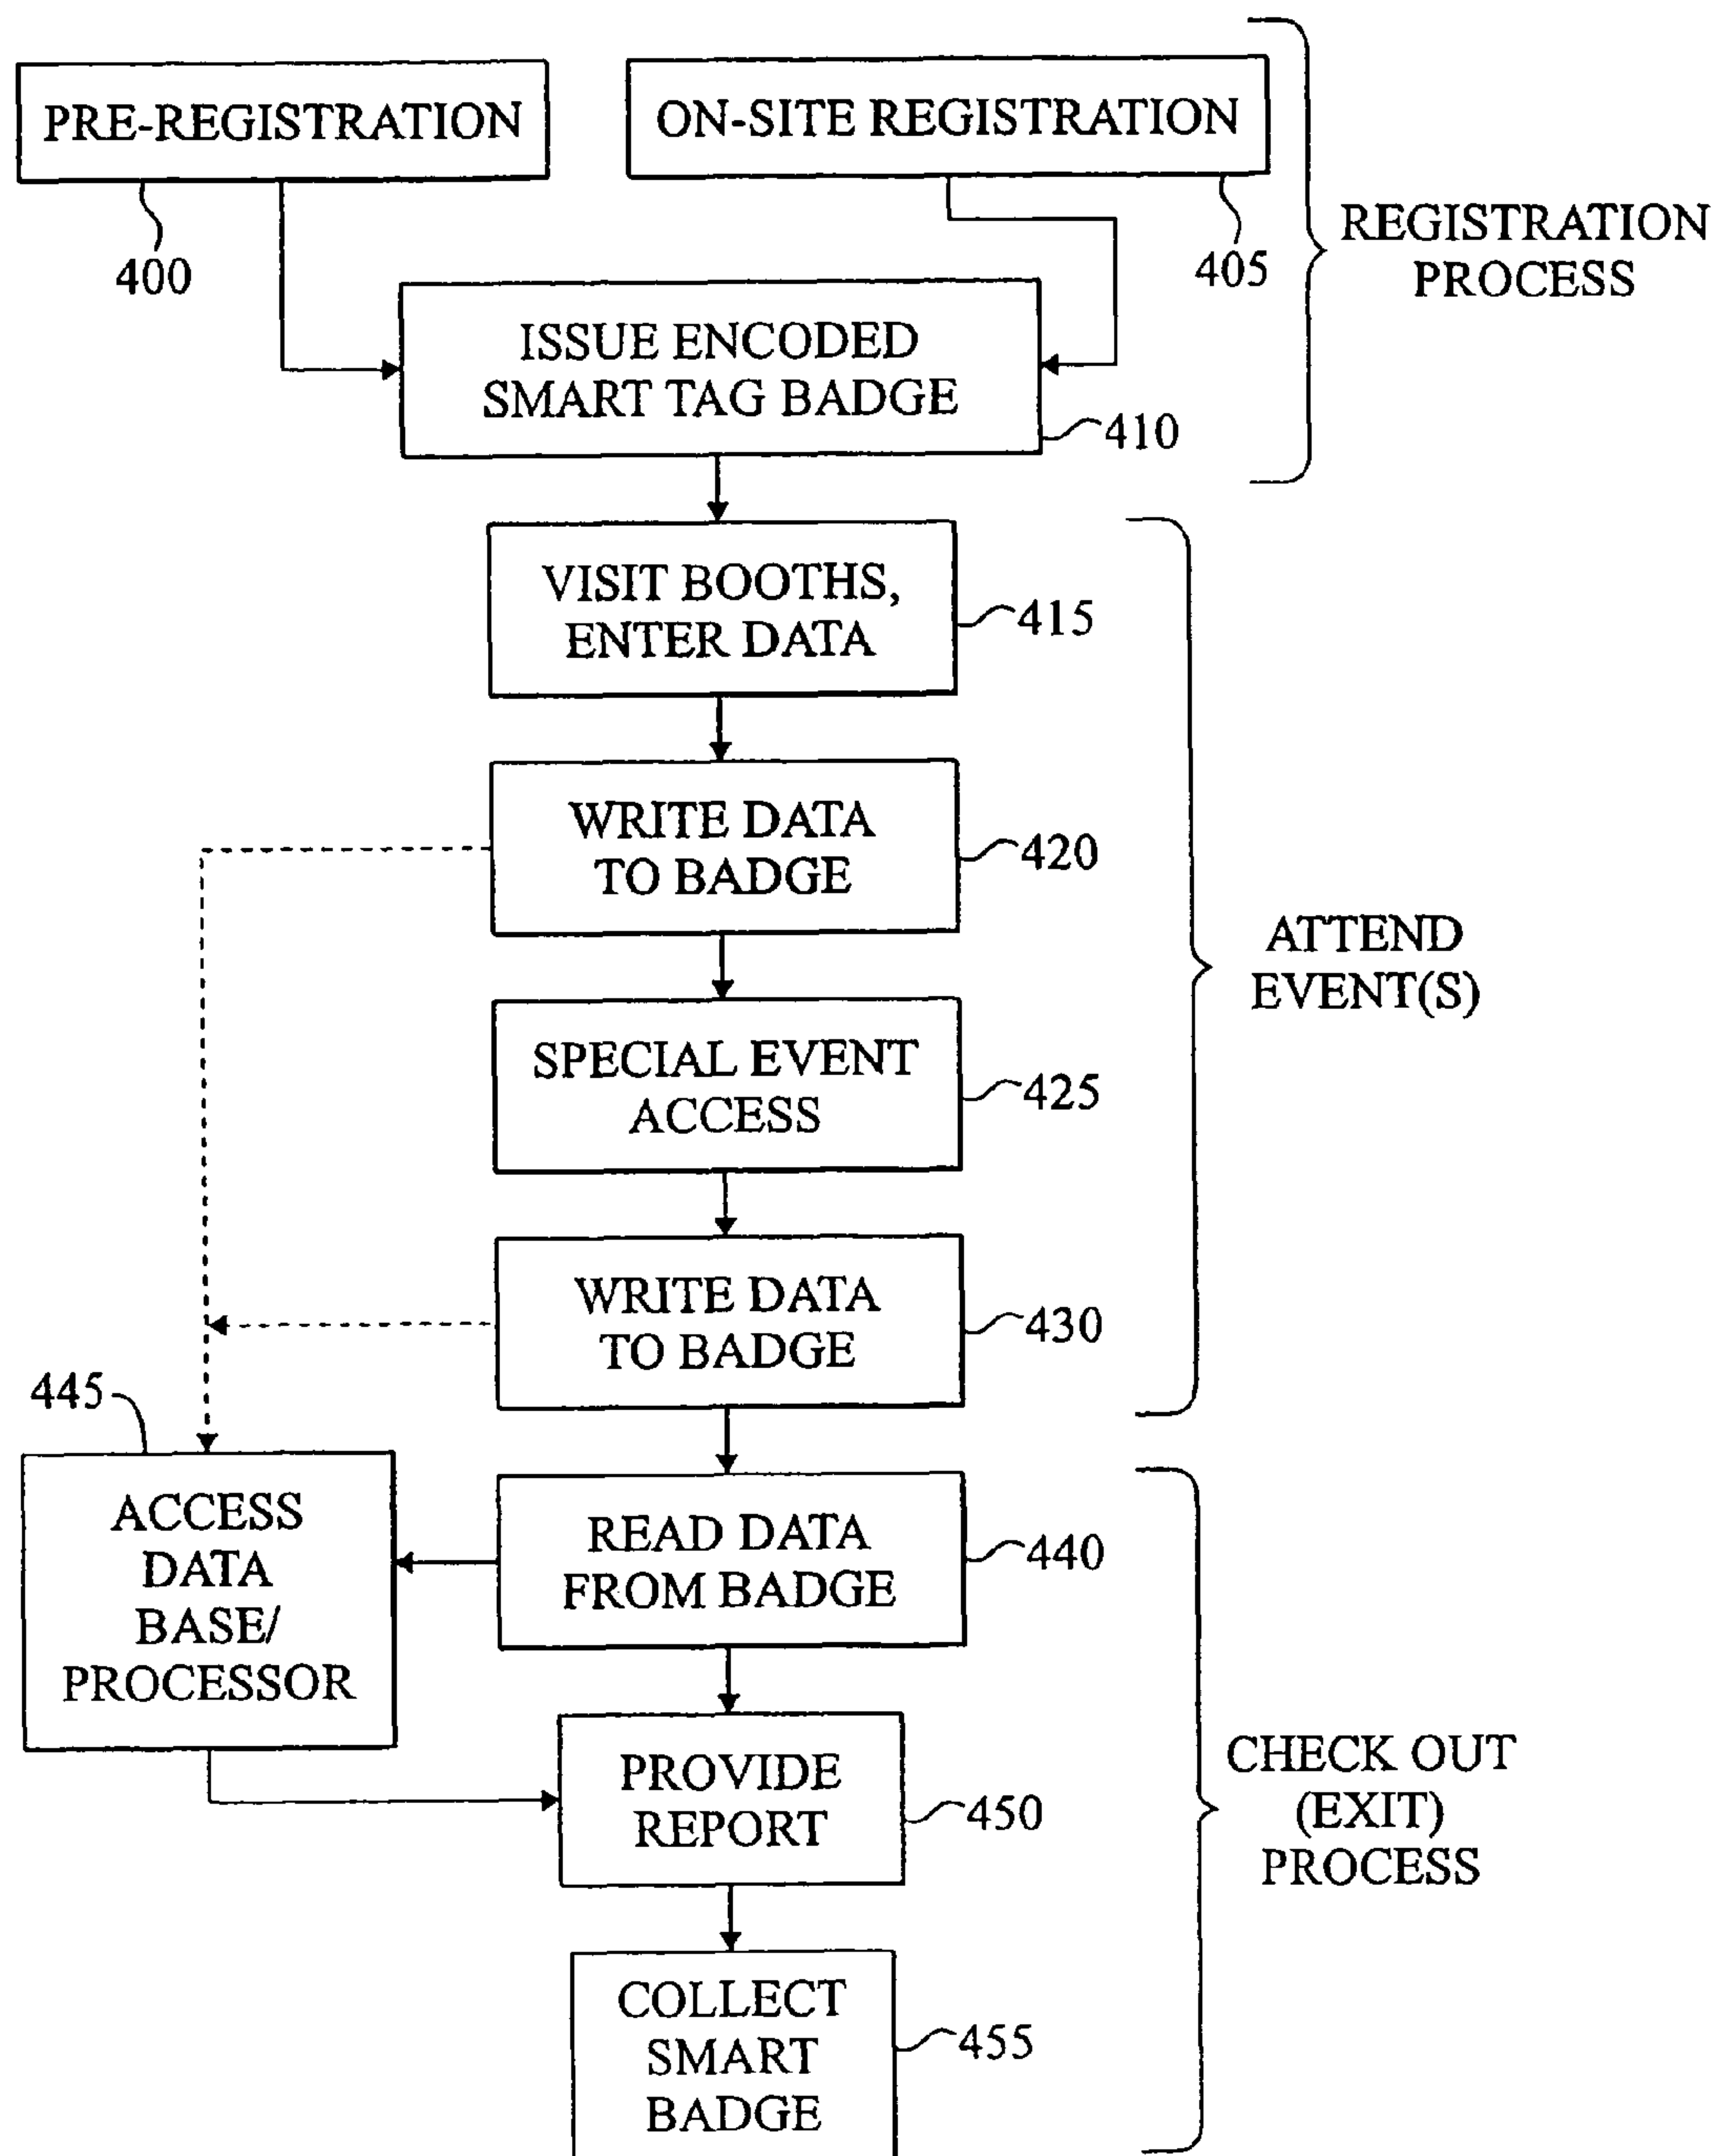 PRE-REGISTRATION
400
ON-SITE REGISTRATION
405
REGISTRATION
PROCESS
ISSUE ENCODED
SMART TAG BADGE
410
VISIT BOOTHS,
ENTER DATA
415
WRITE DATA
TO BADGE
420
ATTEND
EVENT(S)
SPECIAL EVENT
ACCESS
425
WRITE DATA
TO BADGE
430
445
ACCESS
DATA
BASE/
PROCESSOR
READ DATA
FROM BADGE
440
PROVIDE
REPORT
450
CHECK OUT
(EXIT)
PROCESS
COLLECT
SMART
BADGE
455